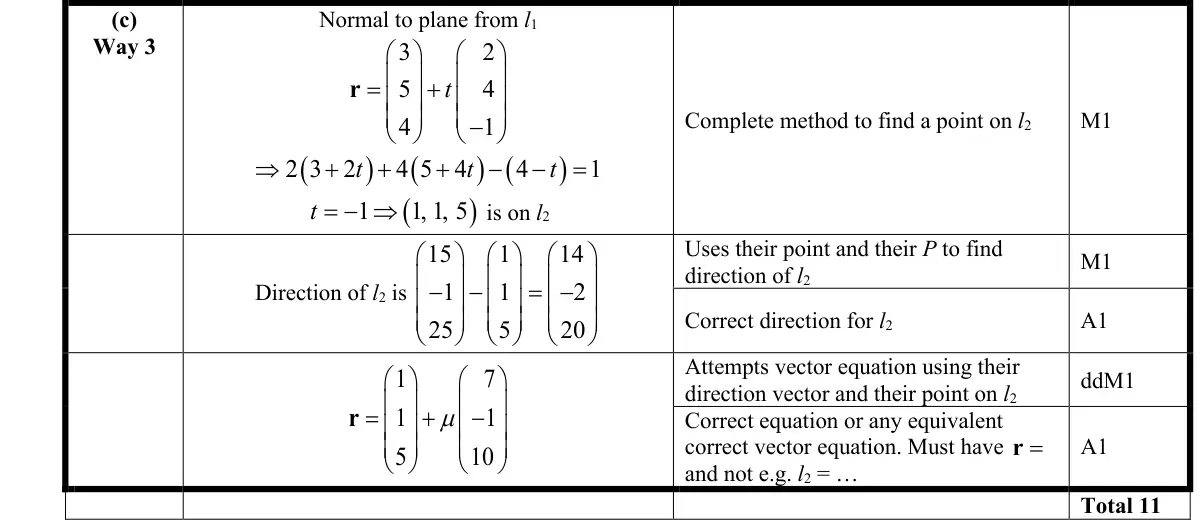 (c)
Way 3
Normal to plane from l₁
r = (3 5 4) + t (2 4 −1)
⇒ 2(3 + 2t) + 4(5 + 4t) − (4 − t) = 1
t = −1 ⇒ (1, 1, 5) is on l₂
Complete method to find a point on l₂
M1
Direction of l₂ is (15 −1 25) − (1 1 5) = (14 −2 20)
Uses their point and their P to find
direction of l₂
M1
Correct direction for l₂
A1
r = (1 1 5) + μ (7 −1 10)
Attempts vector equation using their
direction vector and their point on l₂
ddM1
Correct equation or any equivalent
correct vector equation. Must have r =
and not e.g. l₂ = …
A1
Total 11